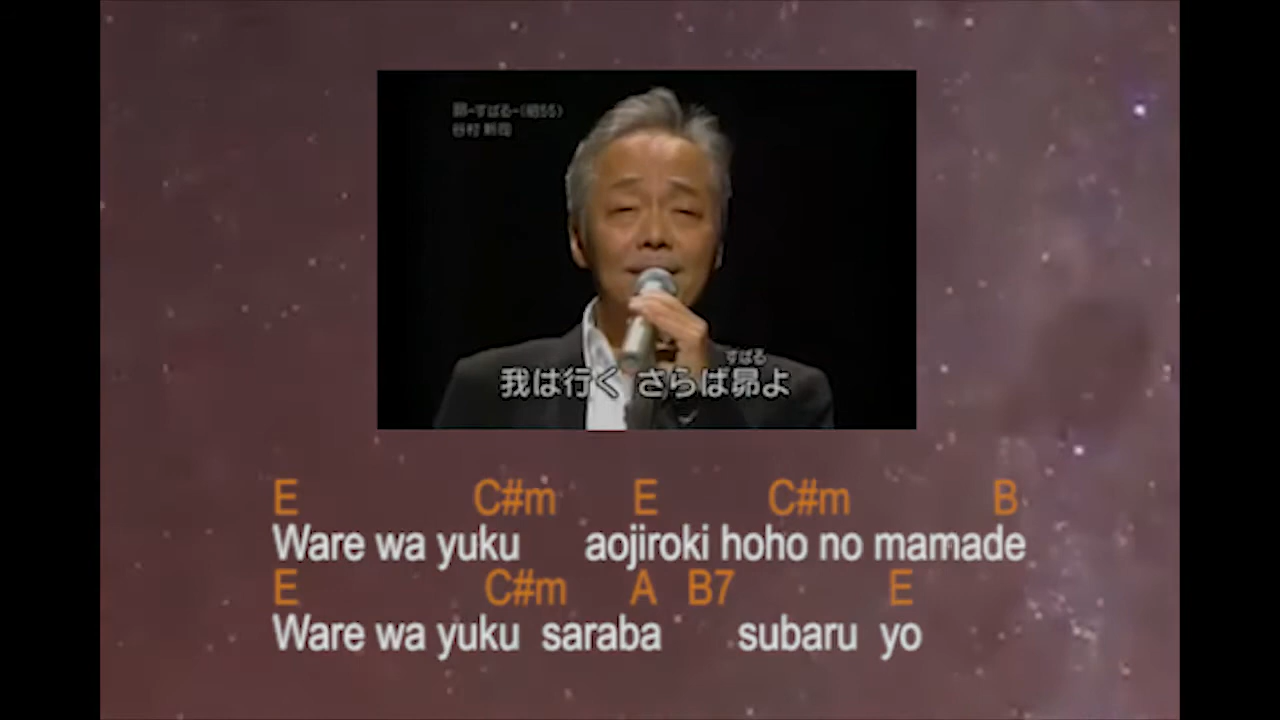 昴-すばる-(昭55)
谷村 新司
すばる
我は行く さらば昴よ
E C#m E C#m B
Ware wa yuku aojiroki hoho no mamade
E C#m A B7 E
Ware wa yuku saraba subaru yo